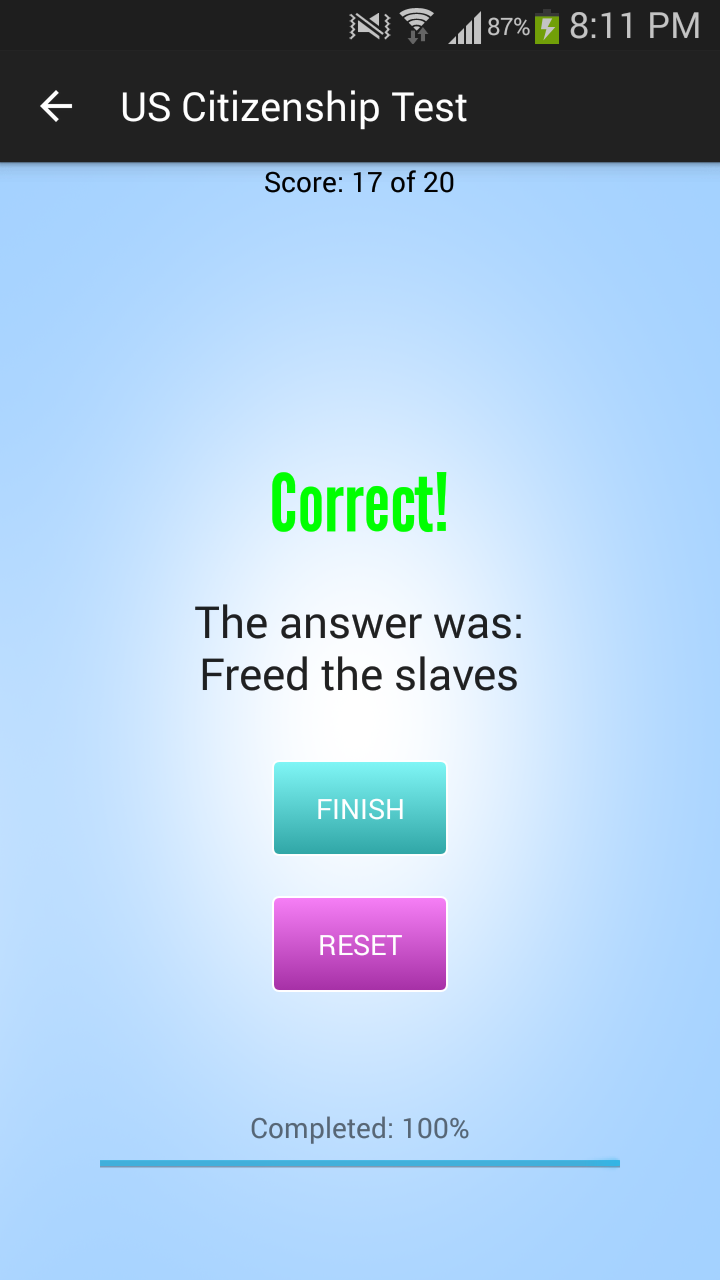 87% 8:11 PM
US Citizenship Test
Score: 17 of 20
Correct!
The answer was:
Freed the slaves
FINISH
RESET
Completed: 100%